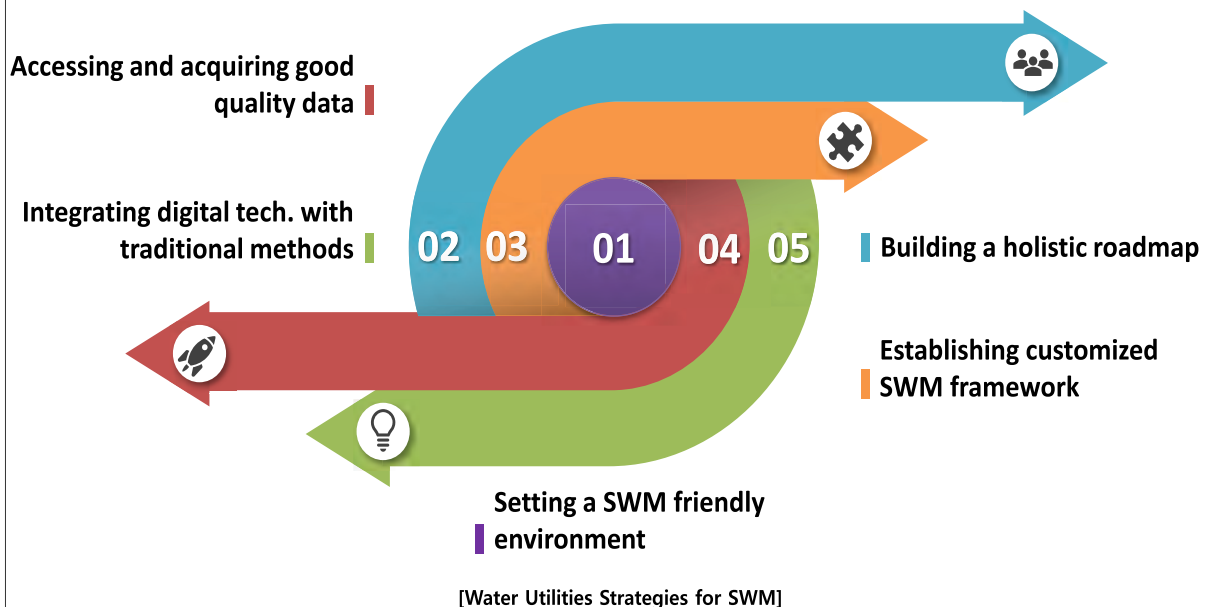 Accessing and acquiring good
quality data
Integrating digital tech. with
traditional methods
02 03 01 04 05
Building a holistic roadmap
Establishing customized
SWM framework
Setting a SWM friendly
environment
[Water Utilities Strategies for SWM]